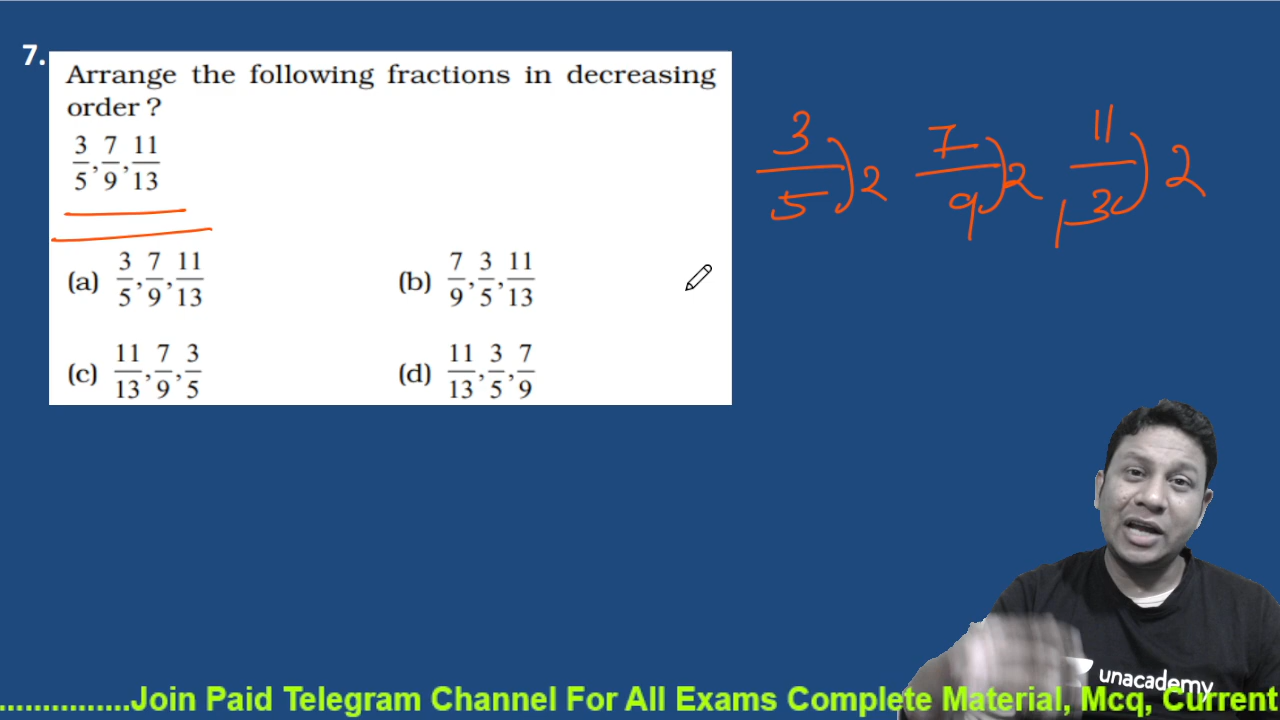 7.
Arrange the following fractions in decreasing
order ?
3/5, 7/9, 11/13
(a) 3/5, 7/9, 11/13 (b) 7/9, 3/5, 11/13
(c) 11/13, 7/9, 3/5 (d) 11/13, 3/5, 7/9
3/5 ) 2 7/9 ) 2 11/13 ) 2
unacademy
...............Join Paid Telegram Channel For All Exams Complete Material, Mcq, Current